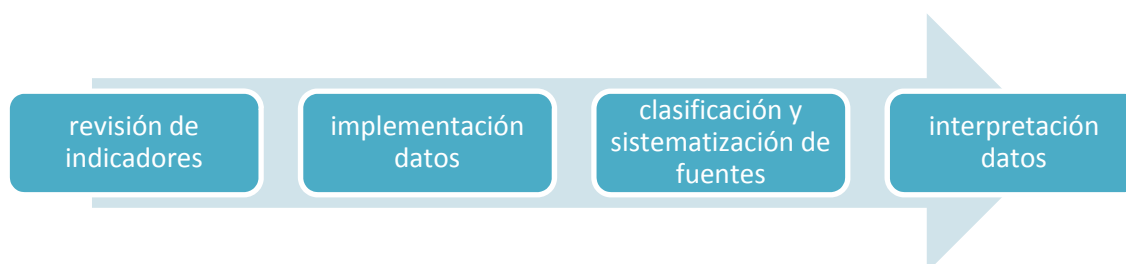 revisión de
indicadores
implementación
datos
clasificación y
sistematización de
fuentes
interpretación
datos